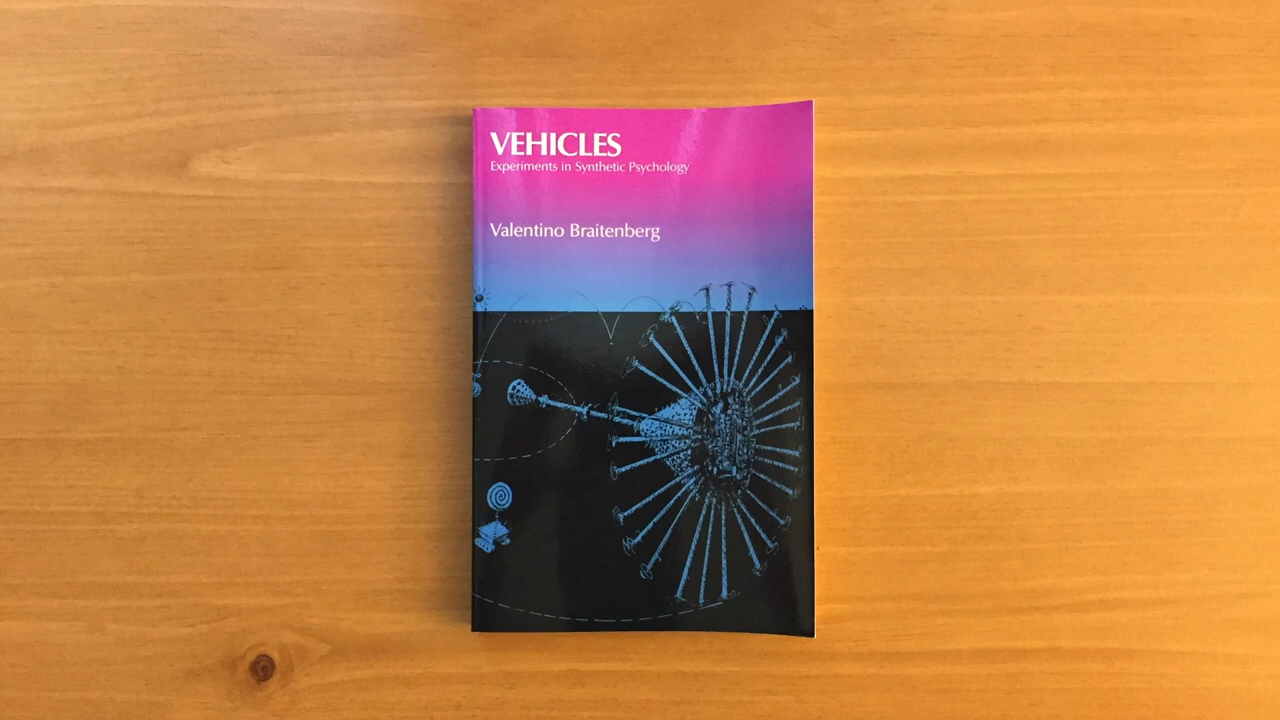 VEHICLES
Experiments in Synthetic Psychology
Valentino Braitenberg